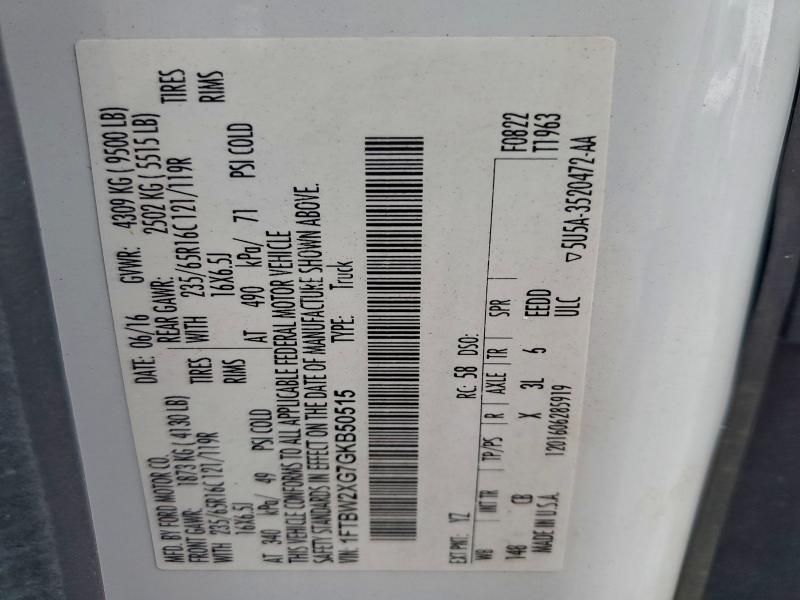 MFD. BY FORD MOTOR CO.
DATE: 06/16 GVWR: 4309 KG ( 9500 LB)
FRONT GAWR: 1873 KG ( 4130 LB) REAR GAWR: 2502 KG ( 5515 LB)
WITH 235/65R16C 121/119R TIRES WITH 235/65R16C 121/119R TIRES
16X6.5J RIMS 16X6.5J RIMS
AT 340 kPa/ 49 PSI COLD AT 490 kPa/ 71 PSI COLD
THIS VEHICLE CONFORMS TO ALL APPLICABLE FEDERAL MOTOR VEHICLE
SAFETY STANDARDS IN EFFECT ON THE DATE OF MANUFACTURE SHOWN ABOVE.
VIN: 1FTBW2XG7GKB50515 TYPE: Truck
EXT PNT: YZ RC: 58 DSO: F0822
WB INT TR TP/PS R AXLE TR SPR T1963
148 CB X 3L 6 EEDD
MADE IN U.S.A. 1201606285919 ULC ▽5U5A-3520472-AA